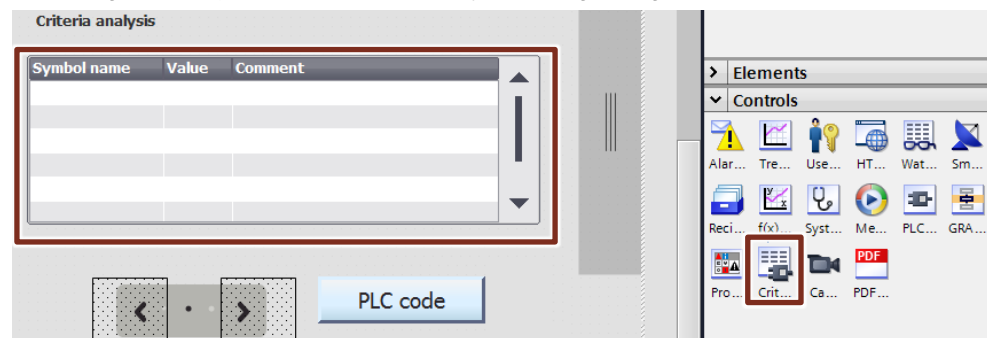 Criteria analysis
Symbol name Value Comment
PLC code
Elements
Controls
Alar... Tre... Use... HT... Wat... Sm...
Reci... f(x)... Syst... Me... PLC... GRA...
PDF
Pro... Crit... Ca... PDF...